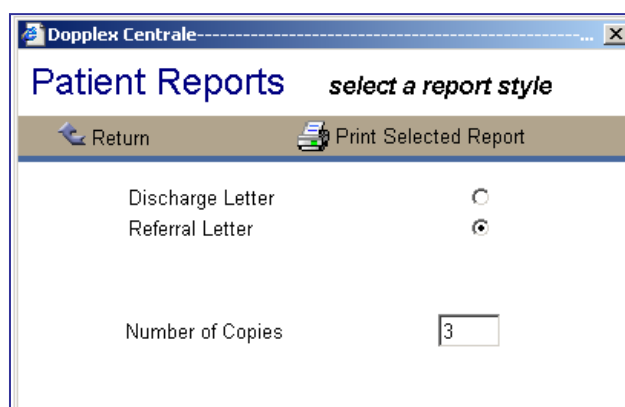 Dopplex Centrale--------------------------------------------------...
Patient Reports select a report style
Return Print Selected Report
Discharge Letter
Referral Letter
Number of Copies 3